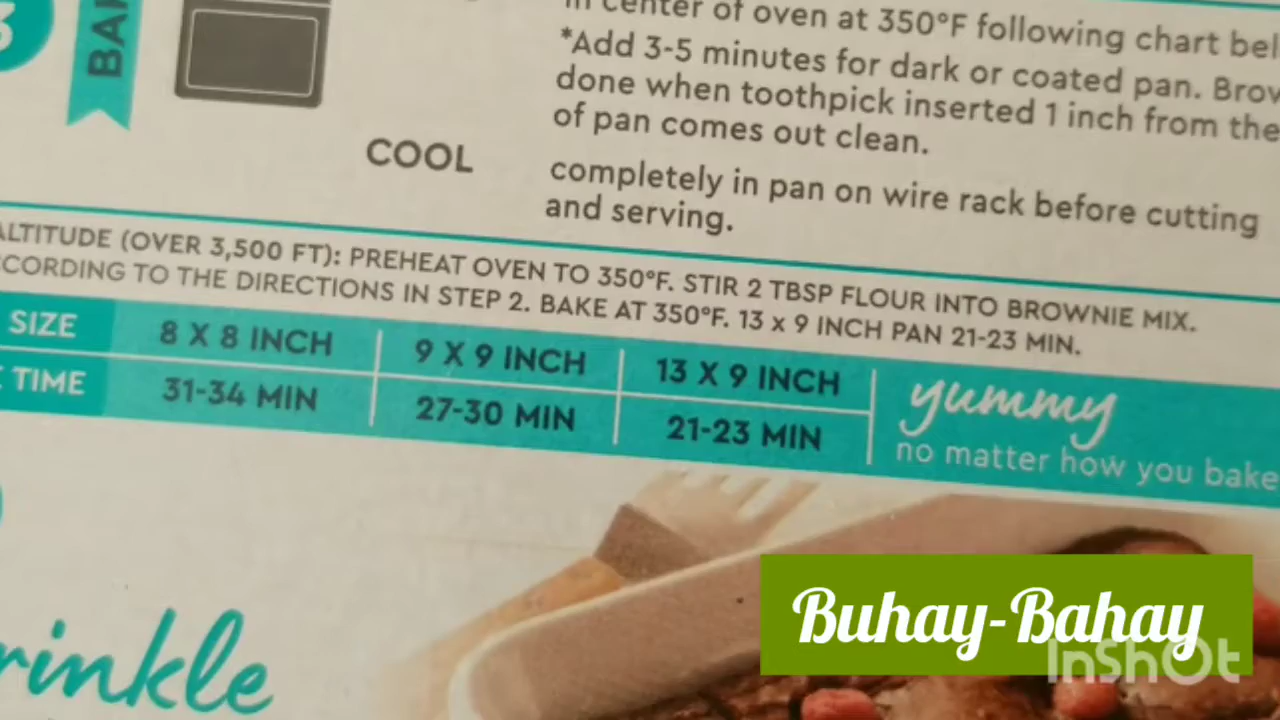 in center of oven at 350°F following chart bel
*Add 3-5 minutes for dark or coated pan. Brow
done when toothpick inserted 1 inch from the
of pan comes out clean.
3
BA
COOL
completely in pan on wire rack before cutting
and serving.
ALTITUDE (OVER 3,500 FT): PREHEAT OVEN TO 350°F. STIR 2 TBSP FLOUR INTO BROWNIE MIX.
CCORDING TO THE DIRECTIONS IN STEP 2. BAKE AT 350°F. 13 x 9 INCH PAN 21-23 MIN.
SIZE 8 X 8 INCH 9 X 9 INCH 13 X 9 INCH
TIME 31-34 MIN 27-30 MIN 21-23 MIN
yummy
no matter how you bake
rinkle
Buhay-Bahay
InShOt